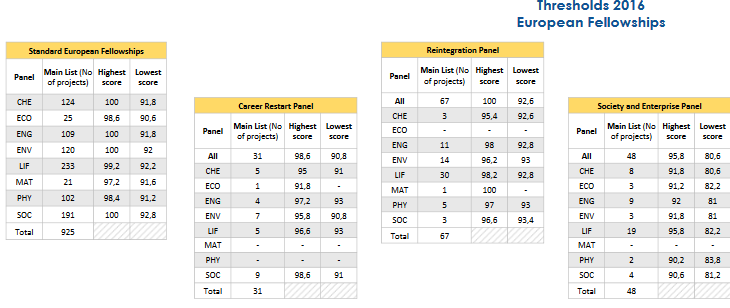 Thresholds 2016
European Fellowships
Standard European Fellowships
Panel | Main List (No of projects) | Highest score | Lowest score
CHE 124 100 91,8
ECO 25 98,6 90,6
ENG 109 100 91,8
ENV 120 100 92
LIF 233 99,2 92,2
MAT 21 97,2 91,6
PHY 102 98,4 91,2
SOC 191 100 92,8
Total 925
Career Restart Panel
Panel | Main List (No of projects) | Highest score | Lowest score
All 31 98,6 90,8
CHE 5 95 91
ECO 1 91,8 -
ENG 4 97,2 93
ENV 7 95,8 90,8
LIF 5 96,6 93
MAT - - -
PHY - - -
SOC 9 98,6 91
Total 31
Reintegration Panel
Panel | Main List (No of projects) | Highest score | Lowest score
All 67 100 92,6
CHE 3 95,4 92,6
ECO - - -
ENG 11 98 92,8
ENV 14 96,2 93
LIF 30 98,2 92,8
MAT 1 100 -
PHY 5 97 93
SOC 3 96,6 93,4
Total 67
Society and Enterprise Panel
Panel | Main List (No of projects) | Highest score | Lowest score
All 48 95,8 80,6
CHE 8 91,8 80,6
ECO 3 91,2 82,2
ENG 9 92 81
ENV 3 91,8 81
LIF 19 95,8 82,2
MAT - - -
PHY 2 90,2 83,8
SOC 4 90,6 81,2
Total 48